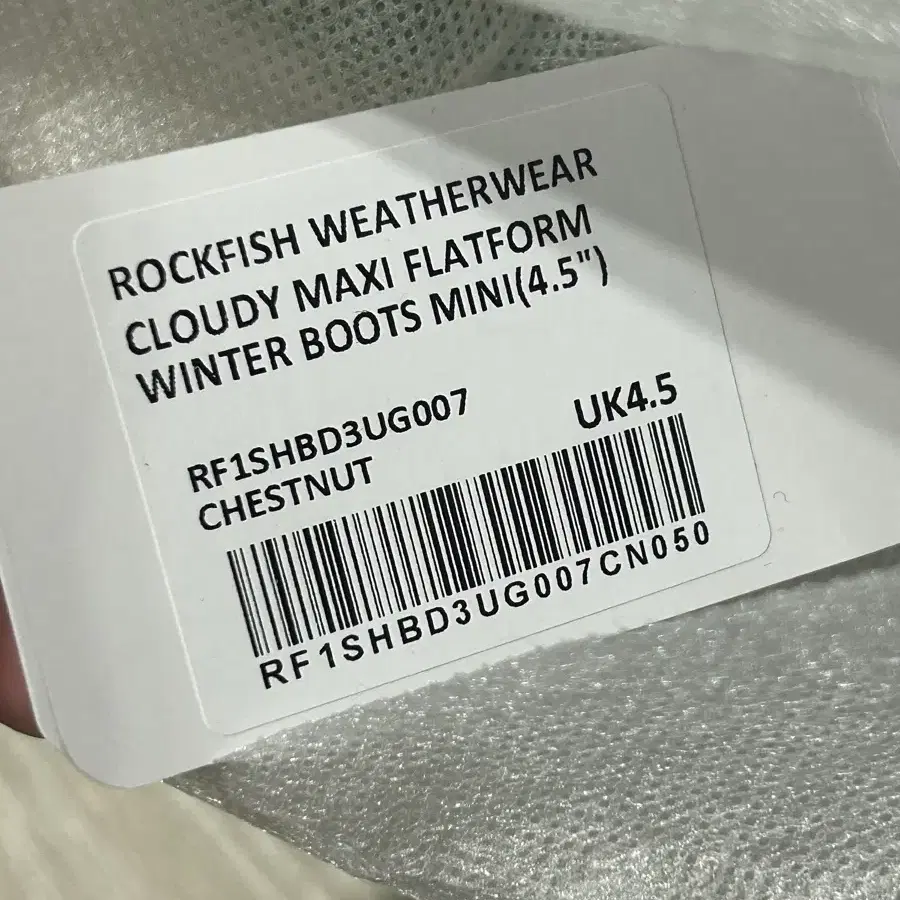 ROCKFISH WEATHERWEAR
CLOUDY MAXI FLATFORM
WINTER BOOTS MINI(4.5")
RF1SHBD3UG007
UK4.5
CHESTNUT
RF1SHBD3UG007CN050